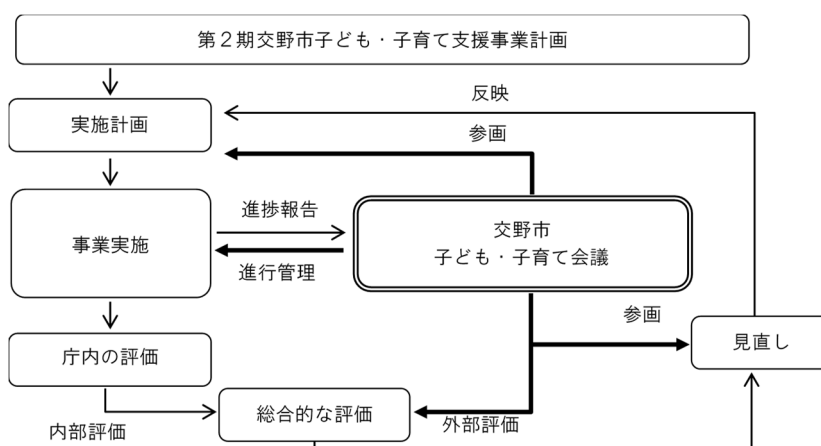 第２期交野市子ども・子育て支援事業計画
反映
実施計画
参画
進捗報告
交野市
子ども・子育て会議
事業実施
進行管理
参画
見直し
庁内の評価
総合的な評価
外部評価
内部評価